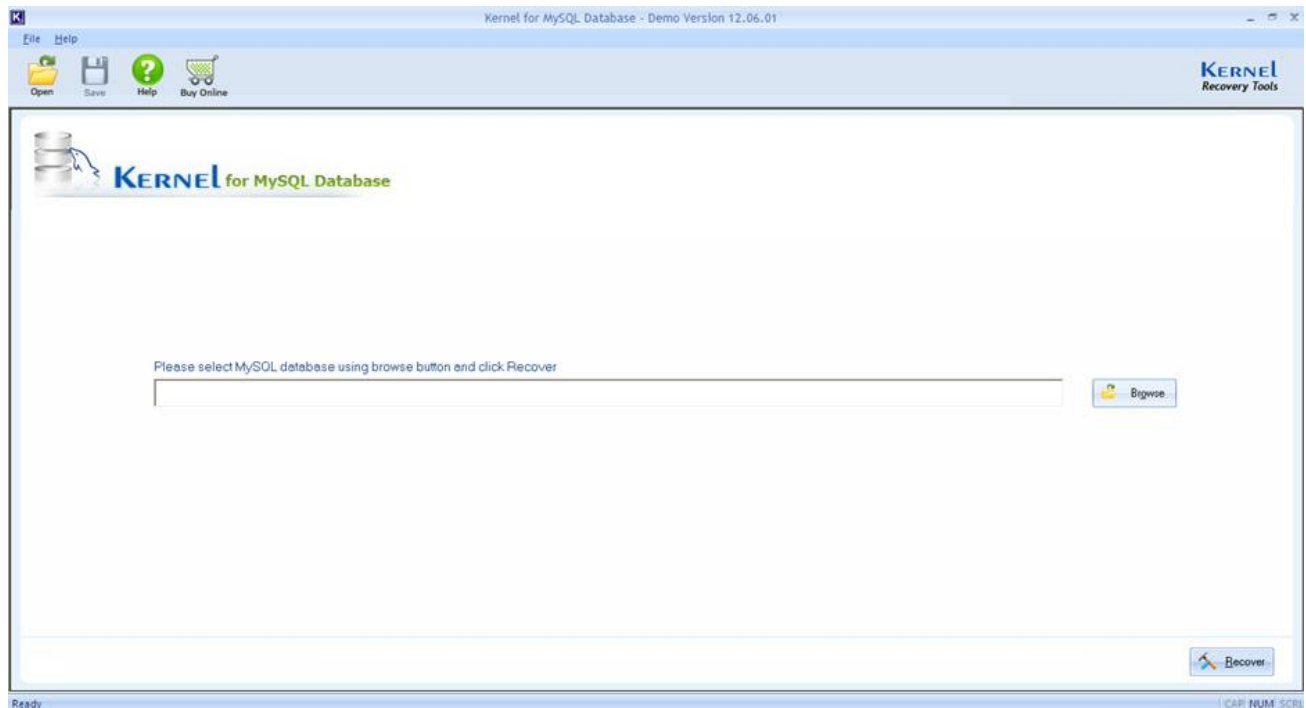 Kernel for MySQL Database - Demo Version 12.06.01
File Help
Open Save Help Buy Online
KERNEL
Recovery Tools
KERNEL for MySQL Database
Please select MySQL database using browse button and click Recover
Browse
Recover
Ready
CAP NUM SCRL